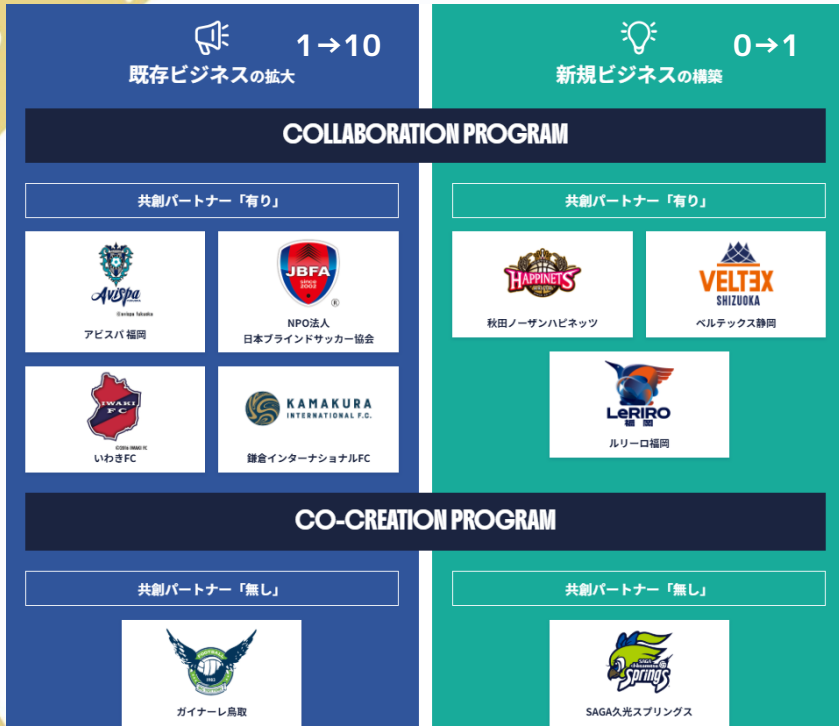 1→10
既存ビジネスの拡大
0→1
新規ビジネスの構築
COLLABORATION PROGRAM
共創パートナー「有り」
共創パートナー「有り」
Avispa
©avispa fukuoka
アビスパ福岡
JBFA
since
2002
®
NPO法人
日本ブラインドサッカー協会
HAPPINETS
秋田ノーザンハピネッツ
VELTEX
SHIZUOKA
ベルテックス静岡
IWAKI
FC
いわきFC
KAMAKURA
INTERNATIONAL F.C.
鎌倉インターナショナルFC
LeRIRO
福岡
ルリーロ福岡
CO-CREATION PROGRAM
共創パートナー「無し」
共創パートナー「無し」
ガイナーレ鳥取
Springs
SAGA久光スプリングス